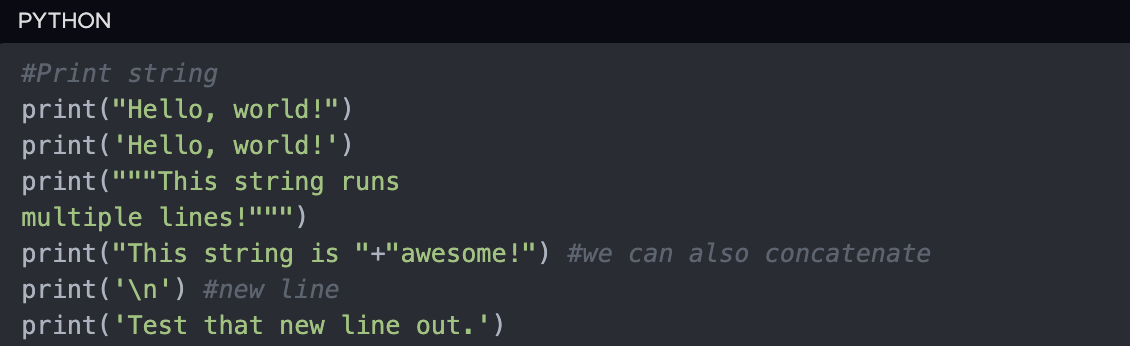 PYTHON
#Print string
print("Hello, world!")
print('Hello, world!')
print("""This string runs
multiple lines!""")
print("This string is "+"awesome!") #we can also concatenate
print('\n') #new line
print('Test that new line out.')